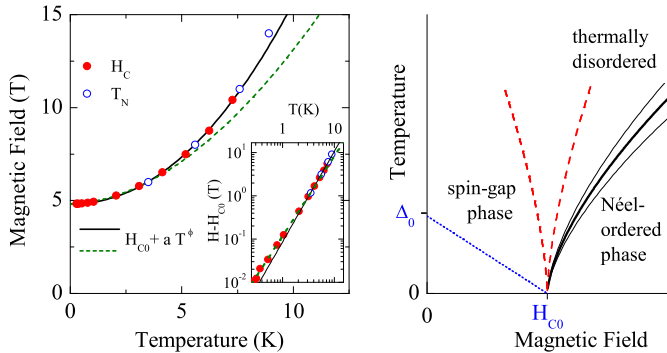 15
10
5
0
Magnetic Field (T)
H_C
T_N
H_C0 + a T^ϕ
0
5
10
Temperature (K)
T(K)
1
10
10^1
10^0
10^-1
10^-2
H-H_C0 (T)
Temperature
thermally
disordered
spin-gap
phase
Néel-
ordered
phase
Δ_0
0
0
H_C0
Magnetic Field